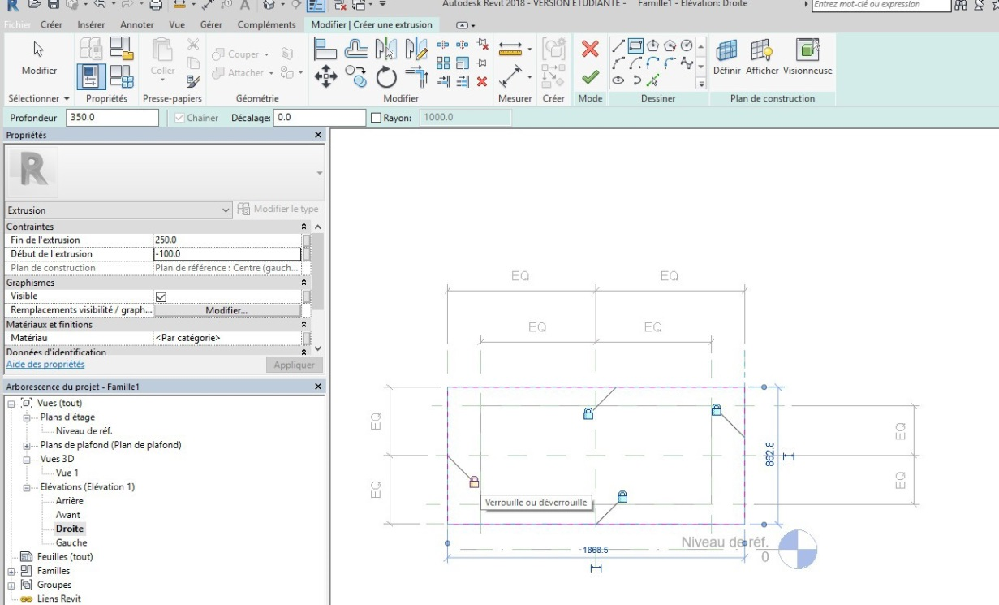 Autodesk Revit 2018 - VERSION ETUDIANTE - Famille1 - Elévation: Droite
Entrez mot-clé ou expression
Fichier Créer Insérer Annoter Vue Gérer Compléments Modifier | Créer une extrusion
Modifier
Coller
Couper
Attacher
Définir Afficher Visionneuse
Sélectionner Propriétés Presse-papiers Géométrie Modifier Mesurer Créer Mode Dessiner Plan de construction
Profondeur 350.0 Chaîner Décalage: 0.0 Rayon: 1000.0
Propriétés
Extrusion Modifier le type
Contraintes
Fin de l'extrusion 250.0
Début de l'extrusion -100.0
Plan de construction Plan de référence : Centre (gauch...
Graphismes
Visible
Remplacements visibilité / graph... Modifier...
Matériaux et finitions
Matériau <Par catégorie>
Données d'identification
Aide des propriétés Appliquer
Arborescence du projet - Famille1
Vues (tout)
Plans d'étage
Niveau de réf.
Plans de plafond (Plan de plafond)
Vues 3D
Vue 1
Elévations (Elévation 1)
Arrière
Avant
Droite
Gauche
Feuilles (tout)
Familles
Groupes
Liens Revit
EQ EQ
EQ EQ
EQ
EQ
EQ
EQ
862.8
Verrouille ou déverrouille
1868.5
Niveau de réf.
0